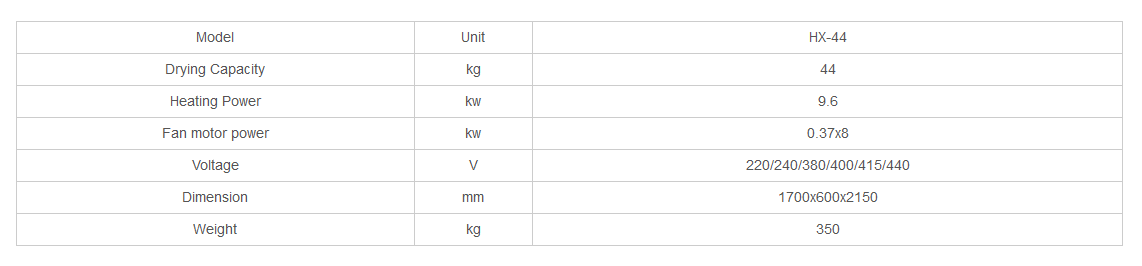 Model Unit HX-44
Drying Capacity kg 44
Heating Power kw 9.6
Fan motor power kw 0.37x8
Voltage V 220/240/380/400/415/440
Dimension mm 1700x600x2150
Weight kg 350